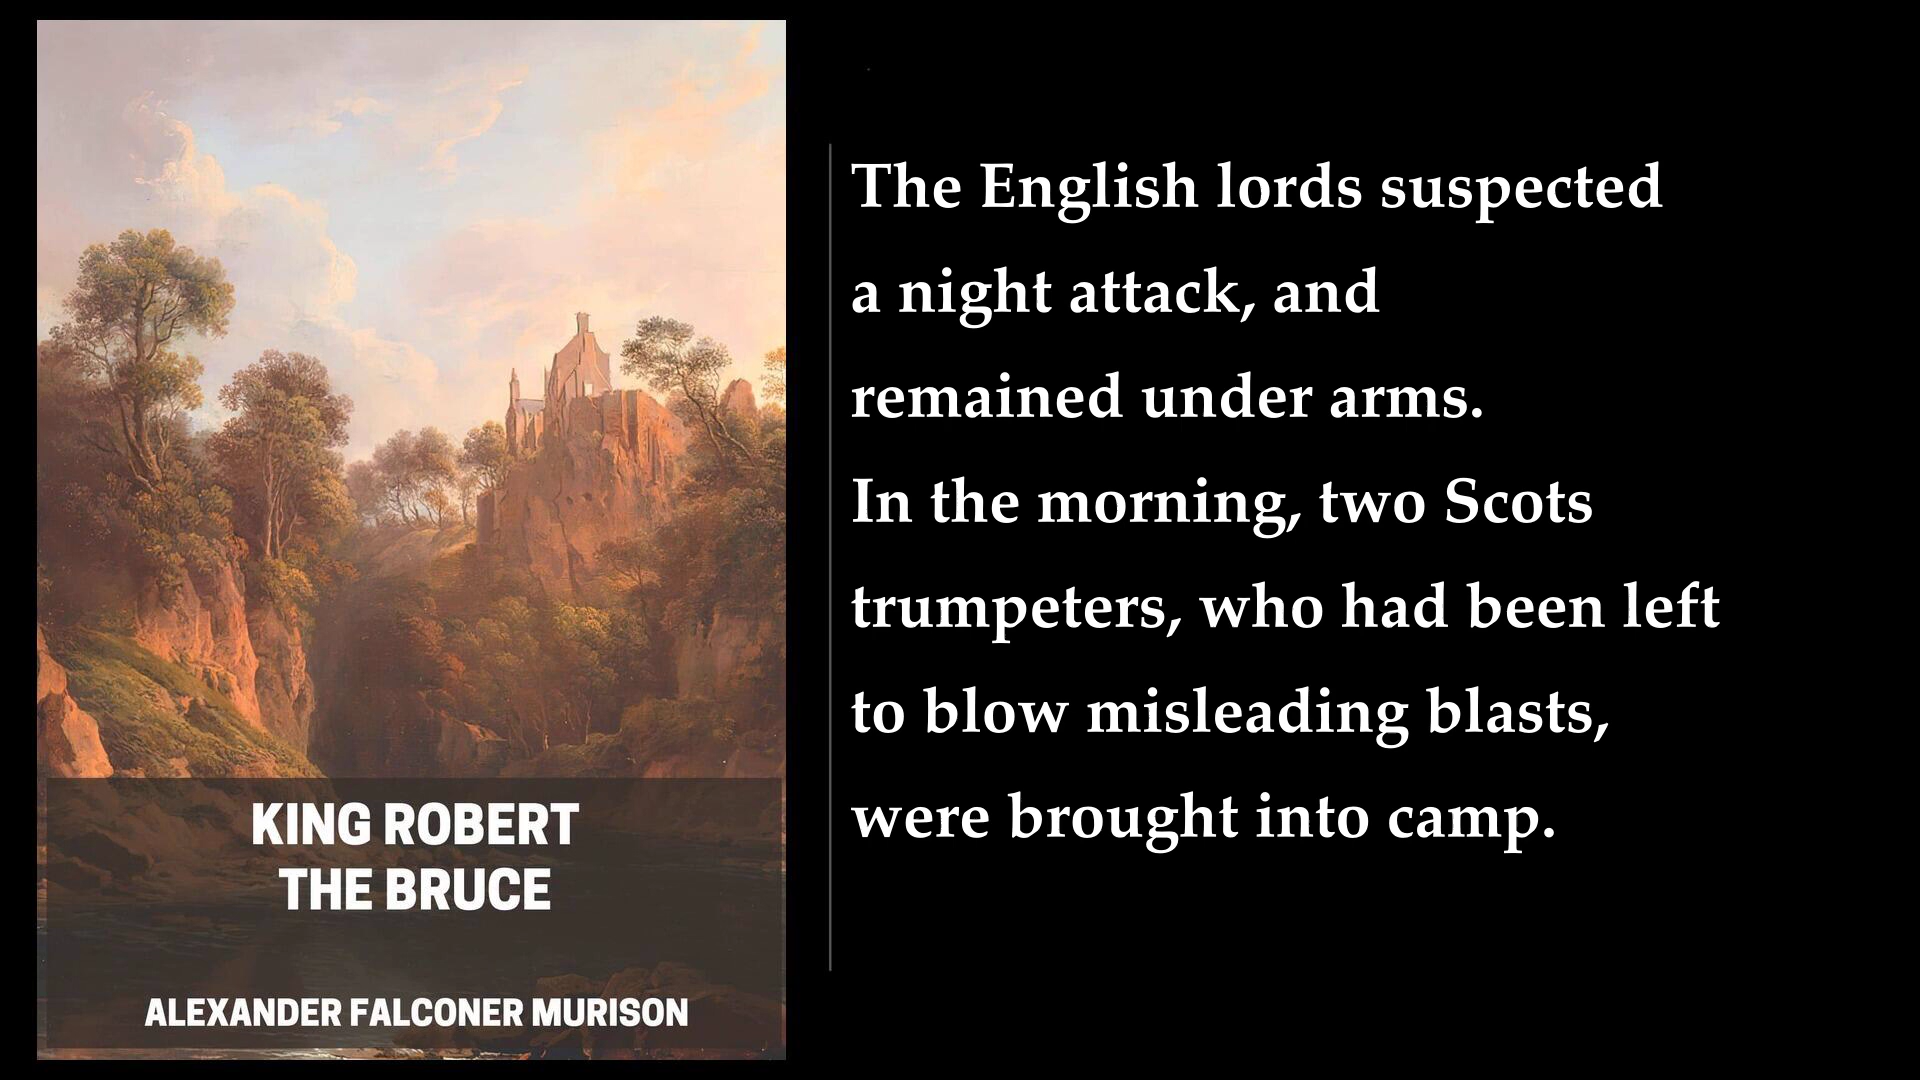 KING ROBERT
THE BRUCE
ALEXANDER FALCONER MURISON
The English lords suspected
a night attack, and
remained under arms.
In the morning, two Scots
trumpeters, who had been left
to blow misleading blasts,
were brought into camp.